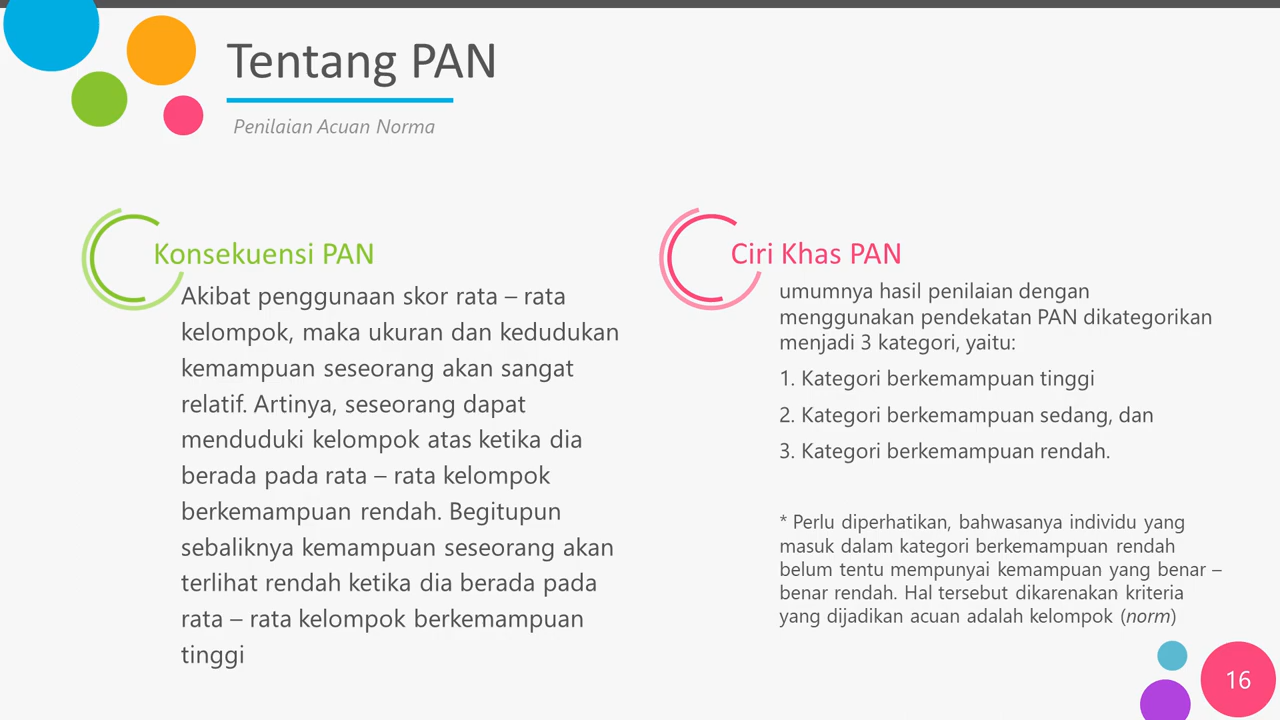 Tentang PAN
Penilaian Acuan Norma
Konsekuensi PAN
Akibat penggunaan skor rata – rata
kelompok, maka ukuran dan kedudukan
kemampuan seseorang akan sangat
relatif. Artinya, seseorang dapat
menduduki kelompok atas ketika dia
berada pada rata – rata kelompok
berkemampuan rendah. Begitupun
sebaliknya kemampuan seseorang akan
terlihat rendah ketika dia berada pada
rata – rata kelompok berkemampuan
tinggi
Ciri Khas PAN
umumnya hasil penilaian dengan
menggunakan pendekatan PAN dikategorikan
menjadi 3 kategori, yaitu:
1. Kategori berkemampuan tinggi
2. Kategori berkemampuan sedang, dan
3. Kategori berkemampuan rendah.
* Perlu diperhatikan, bahwasanya individu yang
masuk dalam kategori berkemampuan rendah
belum tentu mempunyai kemampuan yang benar –
benar rendah. Hal tersebut dikarenakan kriteria
yang dijadikan acuan adalah kelompok (norm)
16